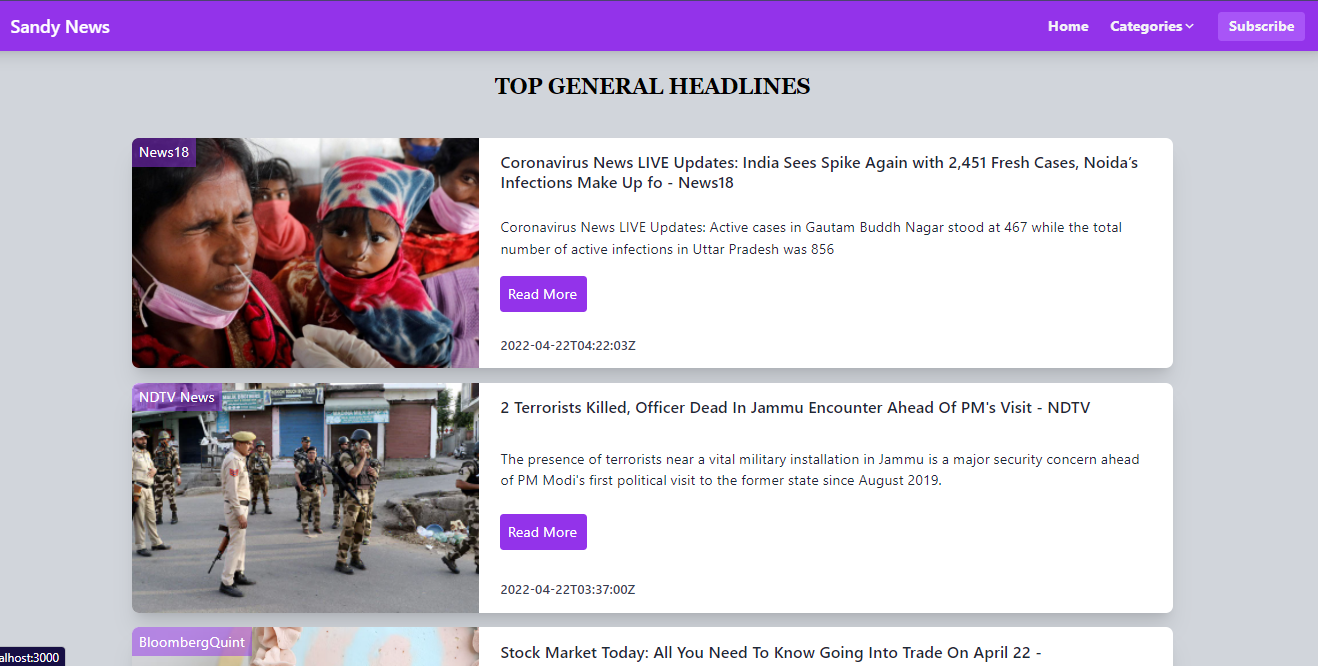 Sandy News
Home
Categories
Subscribe
TOP GENERAL HEADLINES
News18
Coronavirus News LIVE Updates: India Sees Spike Again with 2,451 Fresh Cases, Noida’s
Infections Make Up fo - News18
Coronavirus News LIVE Updates: Active cases in Gautam Buddh Nagar stood at 467 while the total
number of active infections in Uttar Pradesh was 856
Read More
2022-04-22T04:22:03Z
NDTV News
2 Terrorists Killed, Officer Dead In Jammu Encounter Ahead Of PM's Visit - NDTV
The presence of terrorists near a vital military installation in Jammu is a major security concern ahead
of PM Modi's first political visit to the former state since August 2019.
Read More
2022-04-22T03:37:00Z
BloombergQuint
Stock Market Today: All You Need To Know Going Into Trade On April 22 -
alhost:3000